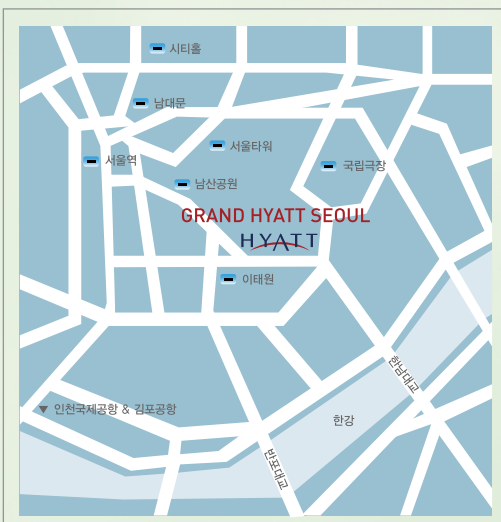 시티홀
남대문
서울타워
서울역
국립극장
남산공원
GRAND HYATT SEOUL
HYATT
이태원
한남대교
▼ 인천국제공항 & 김포공항
한강
반포대교